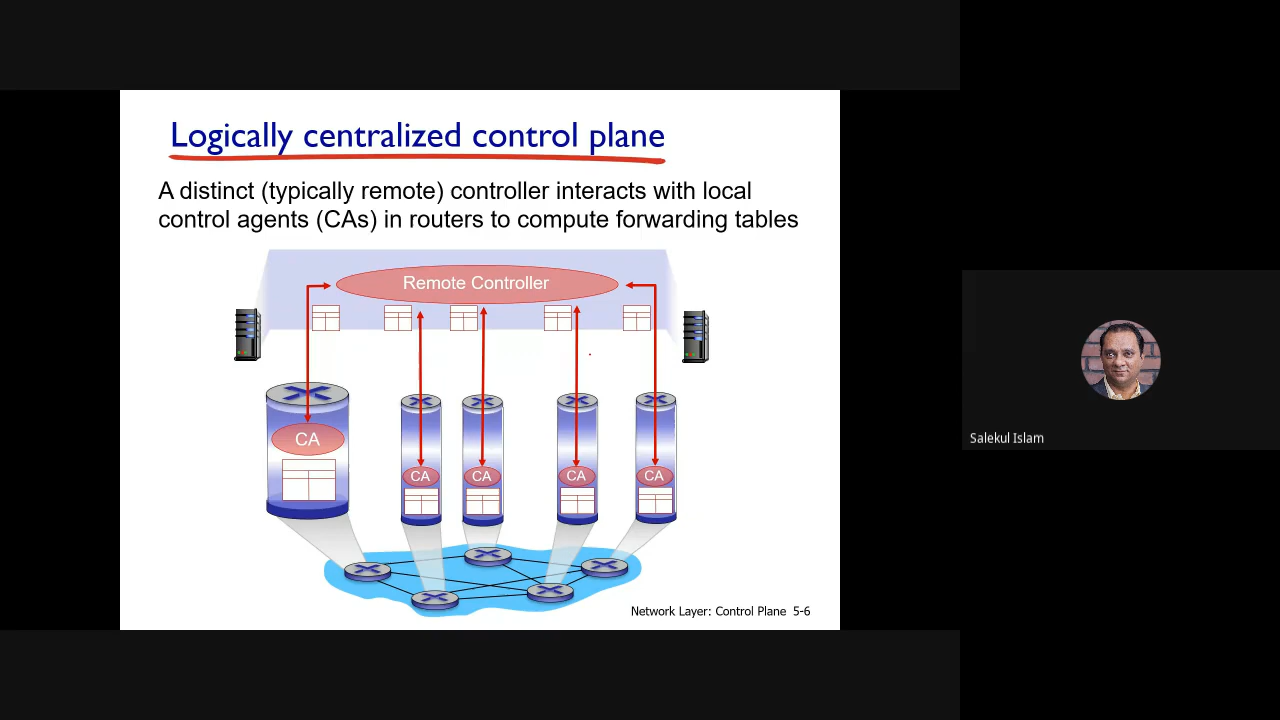 Logically centralized control plane
A distinct (typically remote) controller interacts with local
control agents (CAs) in routers to compute forwarding tables
Remote Controller
CA
CA
CA
CA
CA
Network Layer: Control Plane 5-6
Salekul Islam